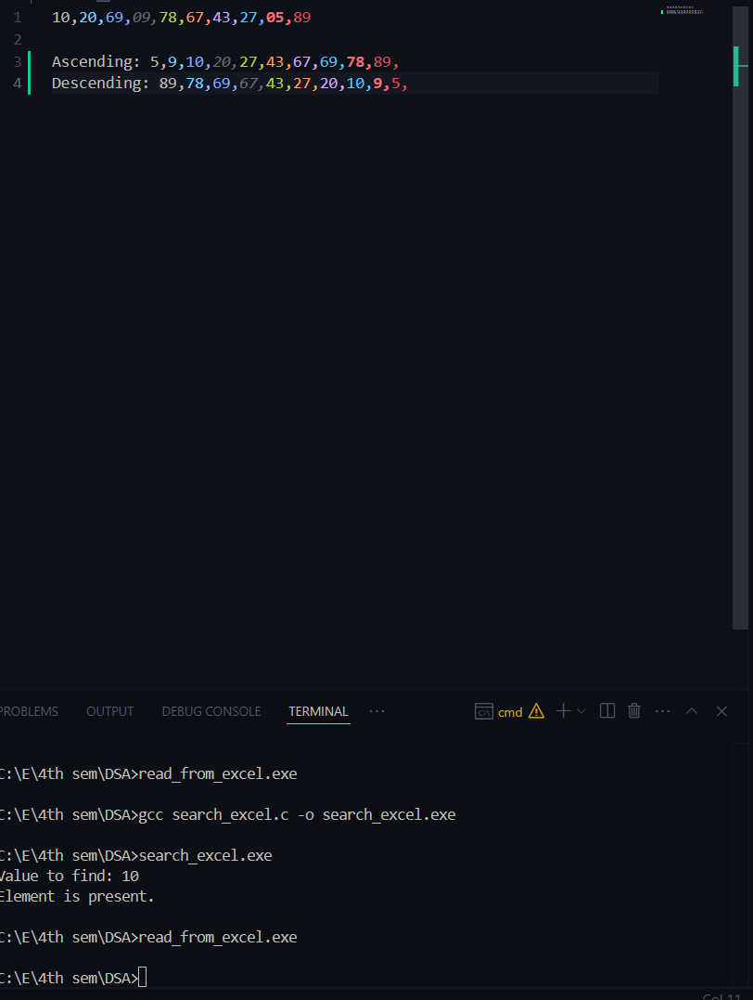 1 10,20,69,09,78,67,43,27,05,89
2
3 Ascending: 5,9,10,20,27,43,67,69,78,89,
4 Descending: 89,78,69,67,43,27,20,10,9,5,
PROBLEMS OUTPUT DEBUG CONSOLE TERMINAL ··· cmd ···
C:\E\4th sem\DSA>read_from_excel.exe
C:\E\4th sem\DSA>gcc search_excel.c -o search_excel.exe
C:\E\4th sem\DSA>search_excel.exe
Value to find: 10
Element is present.
C:\E\4th sem\DSA>read_from_excel.exe
C:\E\4th sem\DSA>
Col 11